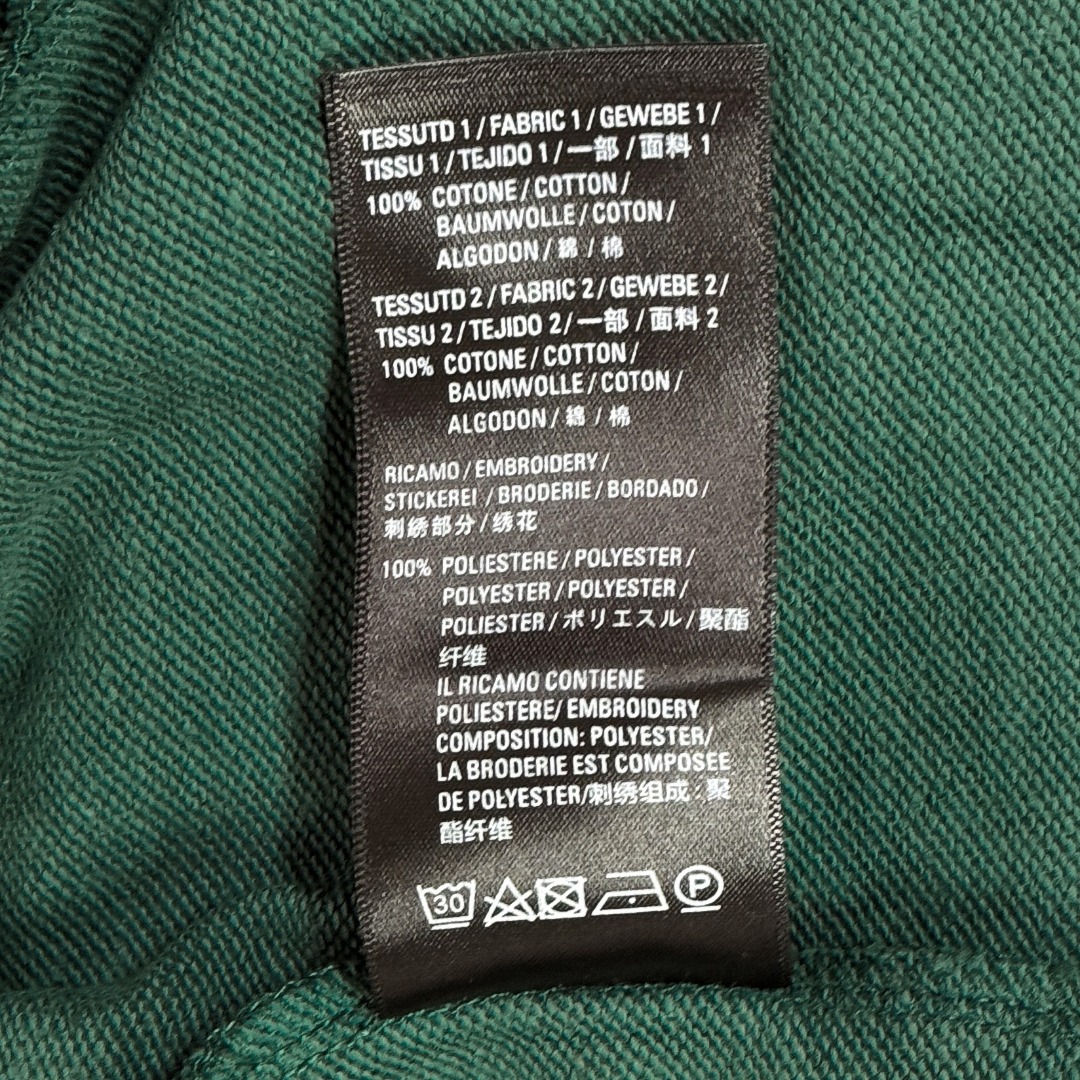 TESSUTD 1 / FABRIC 1 / GEWEBE 1 /
TISSU 1 / TEJIDO 1 / 一部 / 面料 1
100% COTONE / COTTON /
BAUMWOLLE / COTON /
ALGODON / 綿 / 棉
TESSUTD 2 / FABRIC 2 / GEWEBE 2 /
TISSU 2 / TEJIDO 2 / 一部 / 面料 2
100% COTONE / COTTON /
BAUMWOLLE / COTON /
ALGODON / 綿 / 棉
RICAMO / EMBROIDERY /
STICKEREI / BRODERIE / BORDADO /
刺绣部分 / 绣花
100% POLIESTERE / POLYESTER /
POLYESTER / POLYESTER /
POLIESTER / ポリエスル / 聚酯
纤维
IL RICAMO CONTIENE
POLIESTERE/ EMBROIDERY
COMPOSITION: POLYESTER/
LA BRODERIE EST COMPOSÉE
DE POLYESTER/刺绣组成：聚
酯纤维
30 P